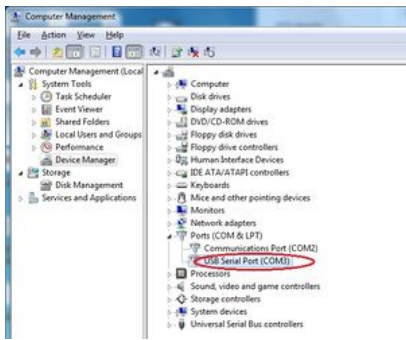 Computer Management
File Action View Help
Computer Management (Local
System Tools
Task Scheduler
Event Viewer
Shared Folders
Local Users and Groups
Performance
Device Manager
Storage
Disk Management
Services and Applications
Computer
Disk drives
Display adapters
DVD/CD-ROM drives
Floppy disk drives
Floppy drive controllers
Human Interface Devices
IDE ATA/ATAPI controllers
Keyboards
Mice and other pointing devices
Monitors
Network adapters
Ports (COM & LPT)
Communications Port (COM2)
USB Serial Port (COM3)
Processors
Sound, video and game controllers
Storage controllers
System devices
Universal Serial Bus controllers